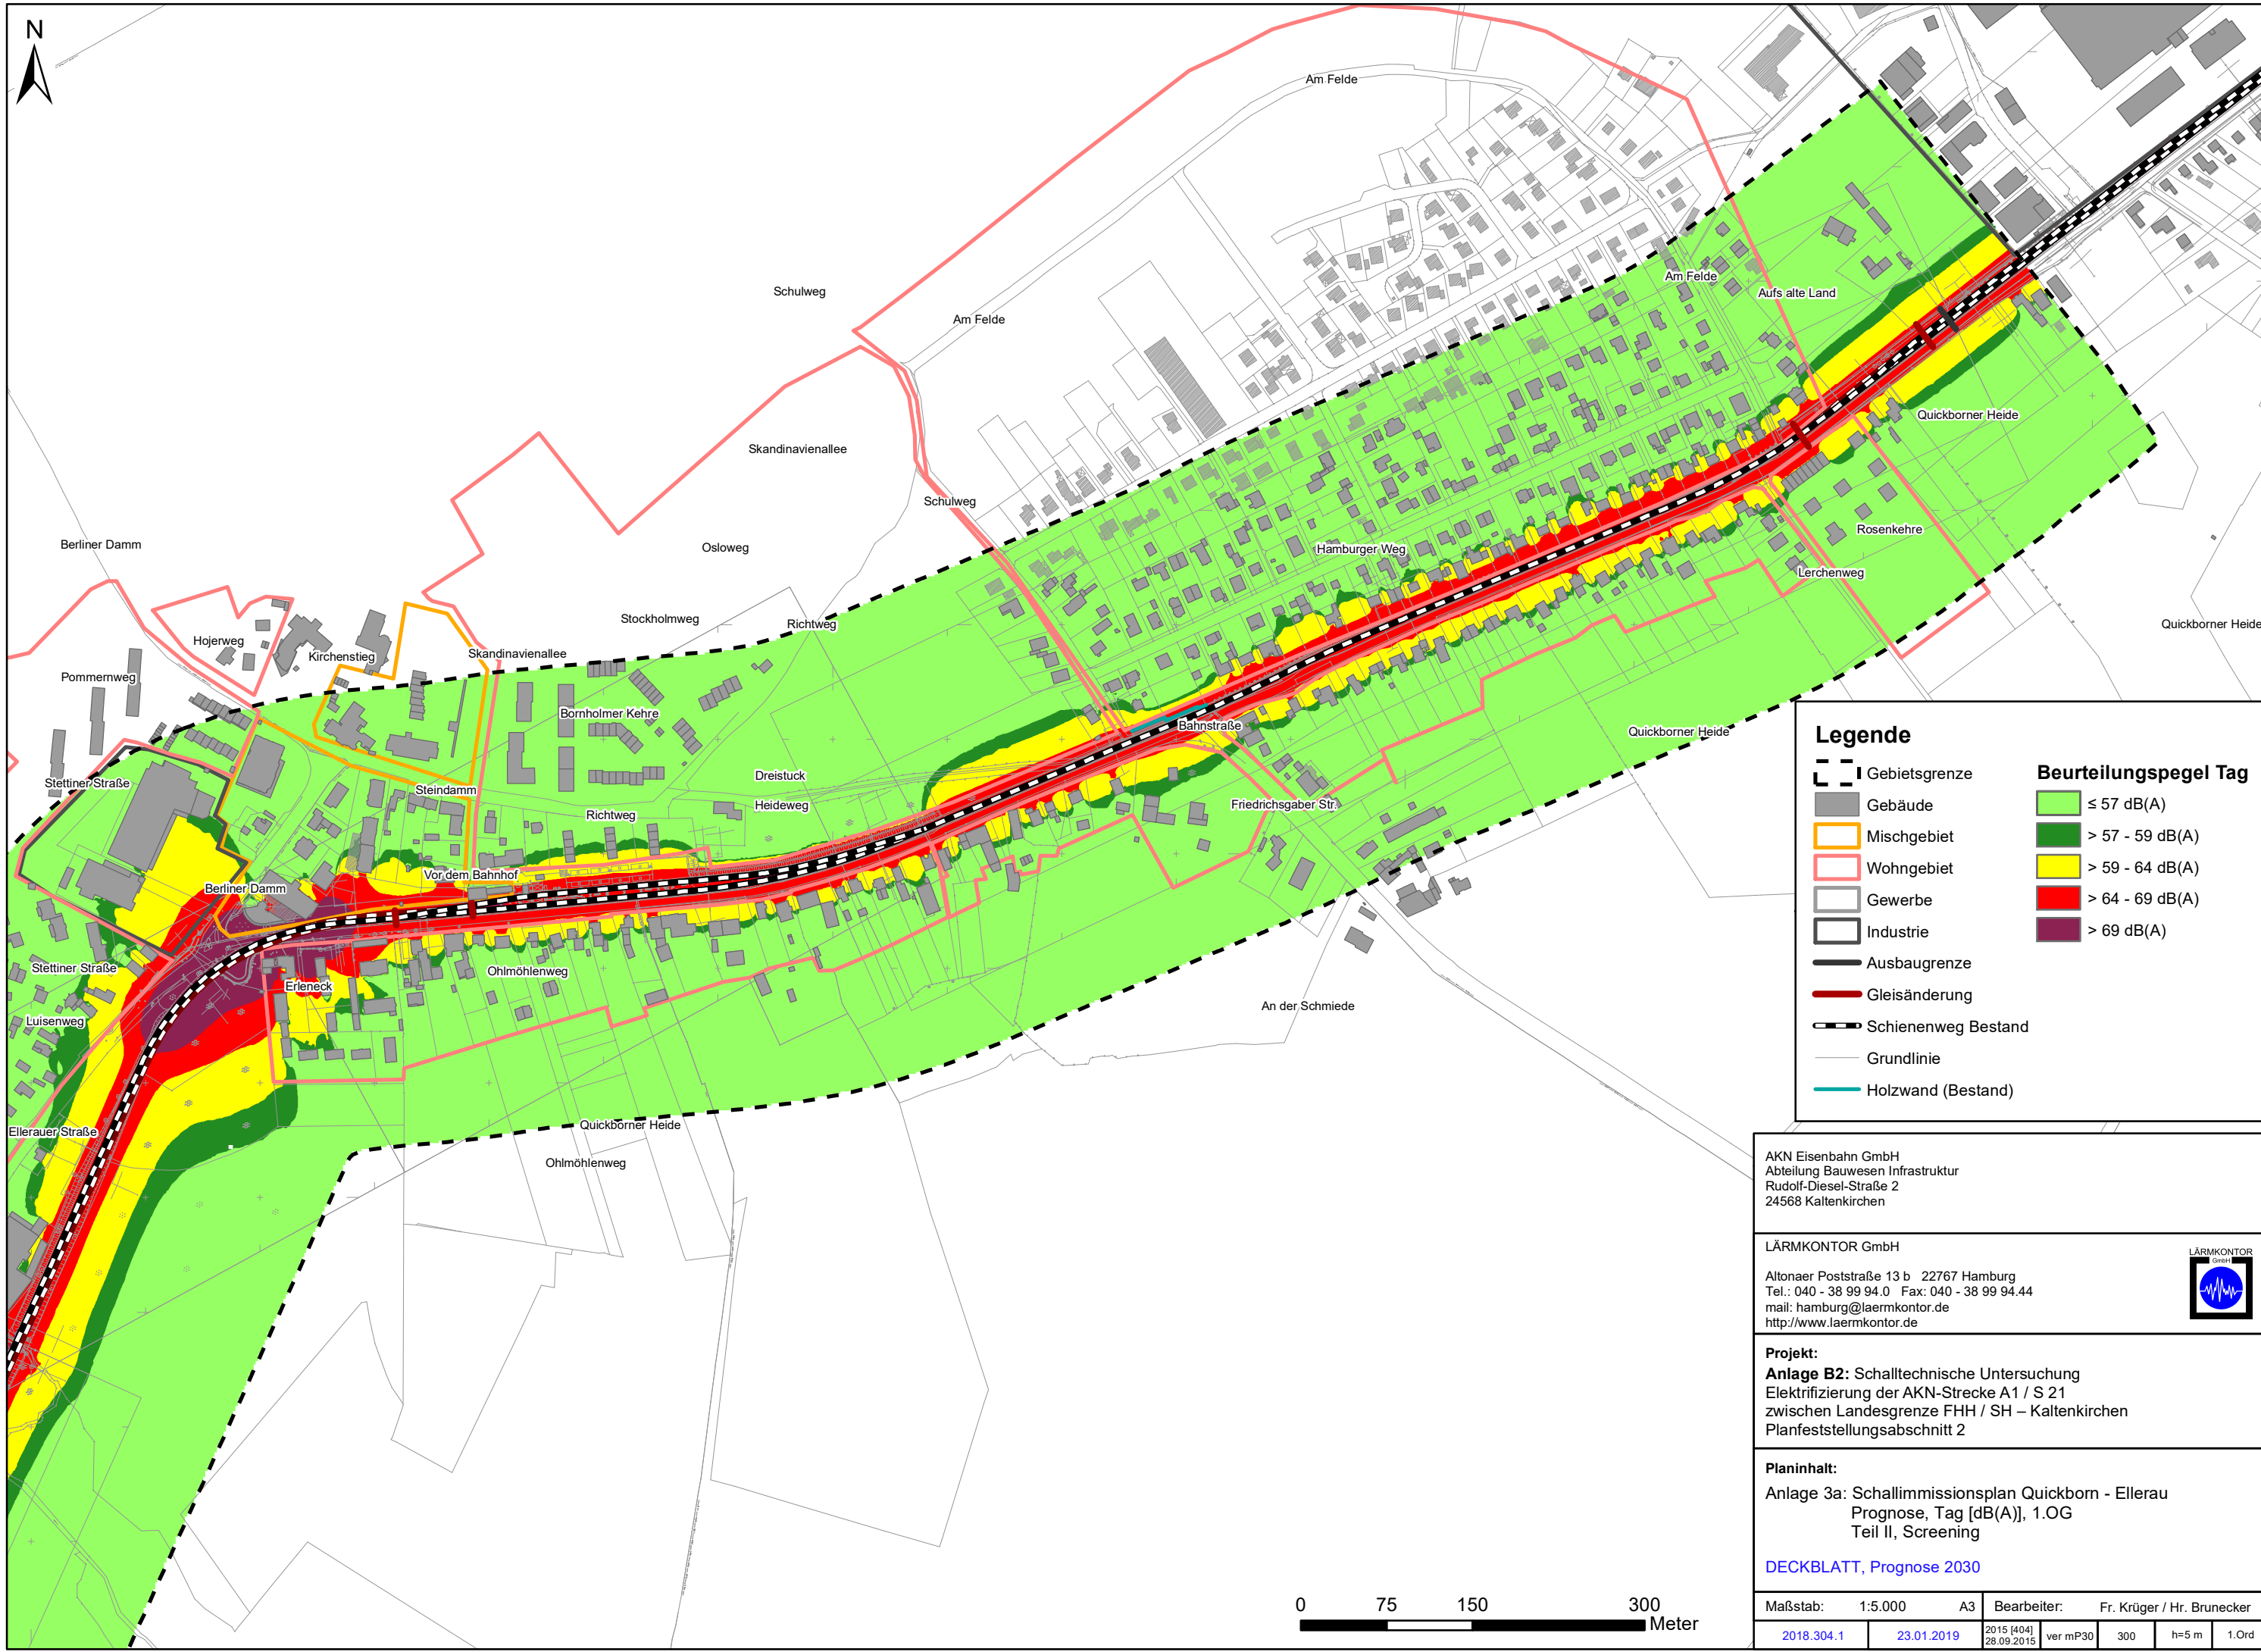 N
Am Felde
Schulweg
Am Felde
Am Felde
Aufs alte Land
Quickborner Heide
Skandinavienallee
Schulweg
Berliner Damm
Osloweg
Hamburger Weg
Rosenkehre
Lerchenweg
Stockholmweg
Richtweg
Quickborner Heide
Hojerweg
Kirchenstieg
Skandinavienallee
Pommernweg
Bornholmer Kehre
Bahnstraße
Quickborner Heide
Stettiner Straße
Dreistuck
Steindamm
Heideweg
Friedrichsgaber Str.
Richtweg
Vor dem Bahnhof
Berliner Damm
Stettiner Straße
Ohlmöhlenweg
Erleneck
An der Schmiede
Luisenweg
Ellerauer Straße
Quickborner Heide
Ohlmöhlenweg
Legende
Gebietsgrenze
Gebäude
Mischgebiet
Wohngebiet
Gewerbe
Industrie
Ausbaugrenze
Gleisänderung
Schienenweg Bestand
Grundlinie
Holzwand (Bestand)
Beurteilungspegel Tag
≤ 57 dB(A)
> 57 - 59 dB(A)
> 59 - 64 dB(A)
> 64 - 69 dB(A)
> 69 dB(A)
AKN Eisenbahn GmbH
Abteilung Bauwesen Infrastruktur
Rudolf-Diesel-Straße 2
24568 Kaltenkirchen
LÄRMKONTOR GmbH
Altonaer Poststraße 13 b 22767 Hamburg
Tel.: 040 - 38 99 94.0 Fax: 040 - 38 99 94.44
mail: hamburg@laermkontor.de
http://www.laermkontor.de
LÄRMKONTOR
GmbH
Projekt:
Anlage B2: Schalltechnische Untersuchung
Elektrifizierung der AKN-Strecke A1 / S 21
zwischen Landesgrenze FHH / SH – Kaltenkirchen
Planfeststellungsabschnitt 2
Planinhalt:
Anlage 3a: Schallimmissionsplan Quickborn - Ellerau
Prognose, Tag [dB(A)], 1.OG
Teil II, Screening
DECKBLATT, Prognose 2030
Maßstab: 1:5.000 A3 Bearbeiter: Fr. Krüger / Hr. Brunecker
2018.304.1 23.01.2019 2015 [404] 28.09.2015 ver mP30 300 h=5 m 1.Ord
0 75 150 300
Meter